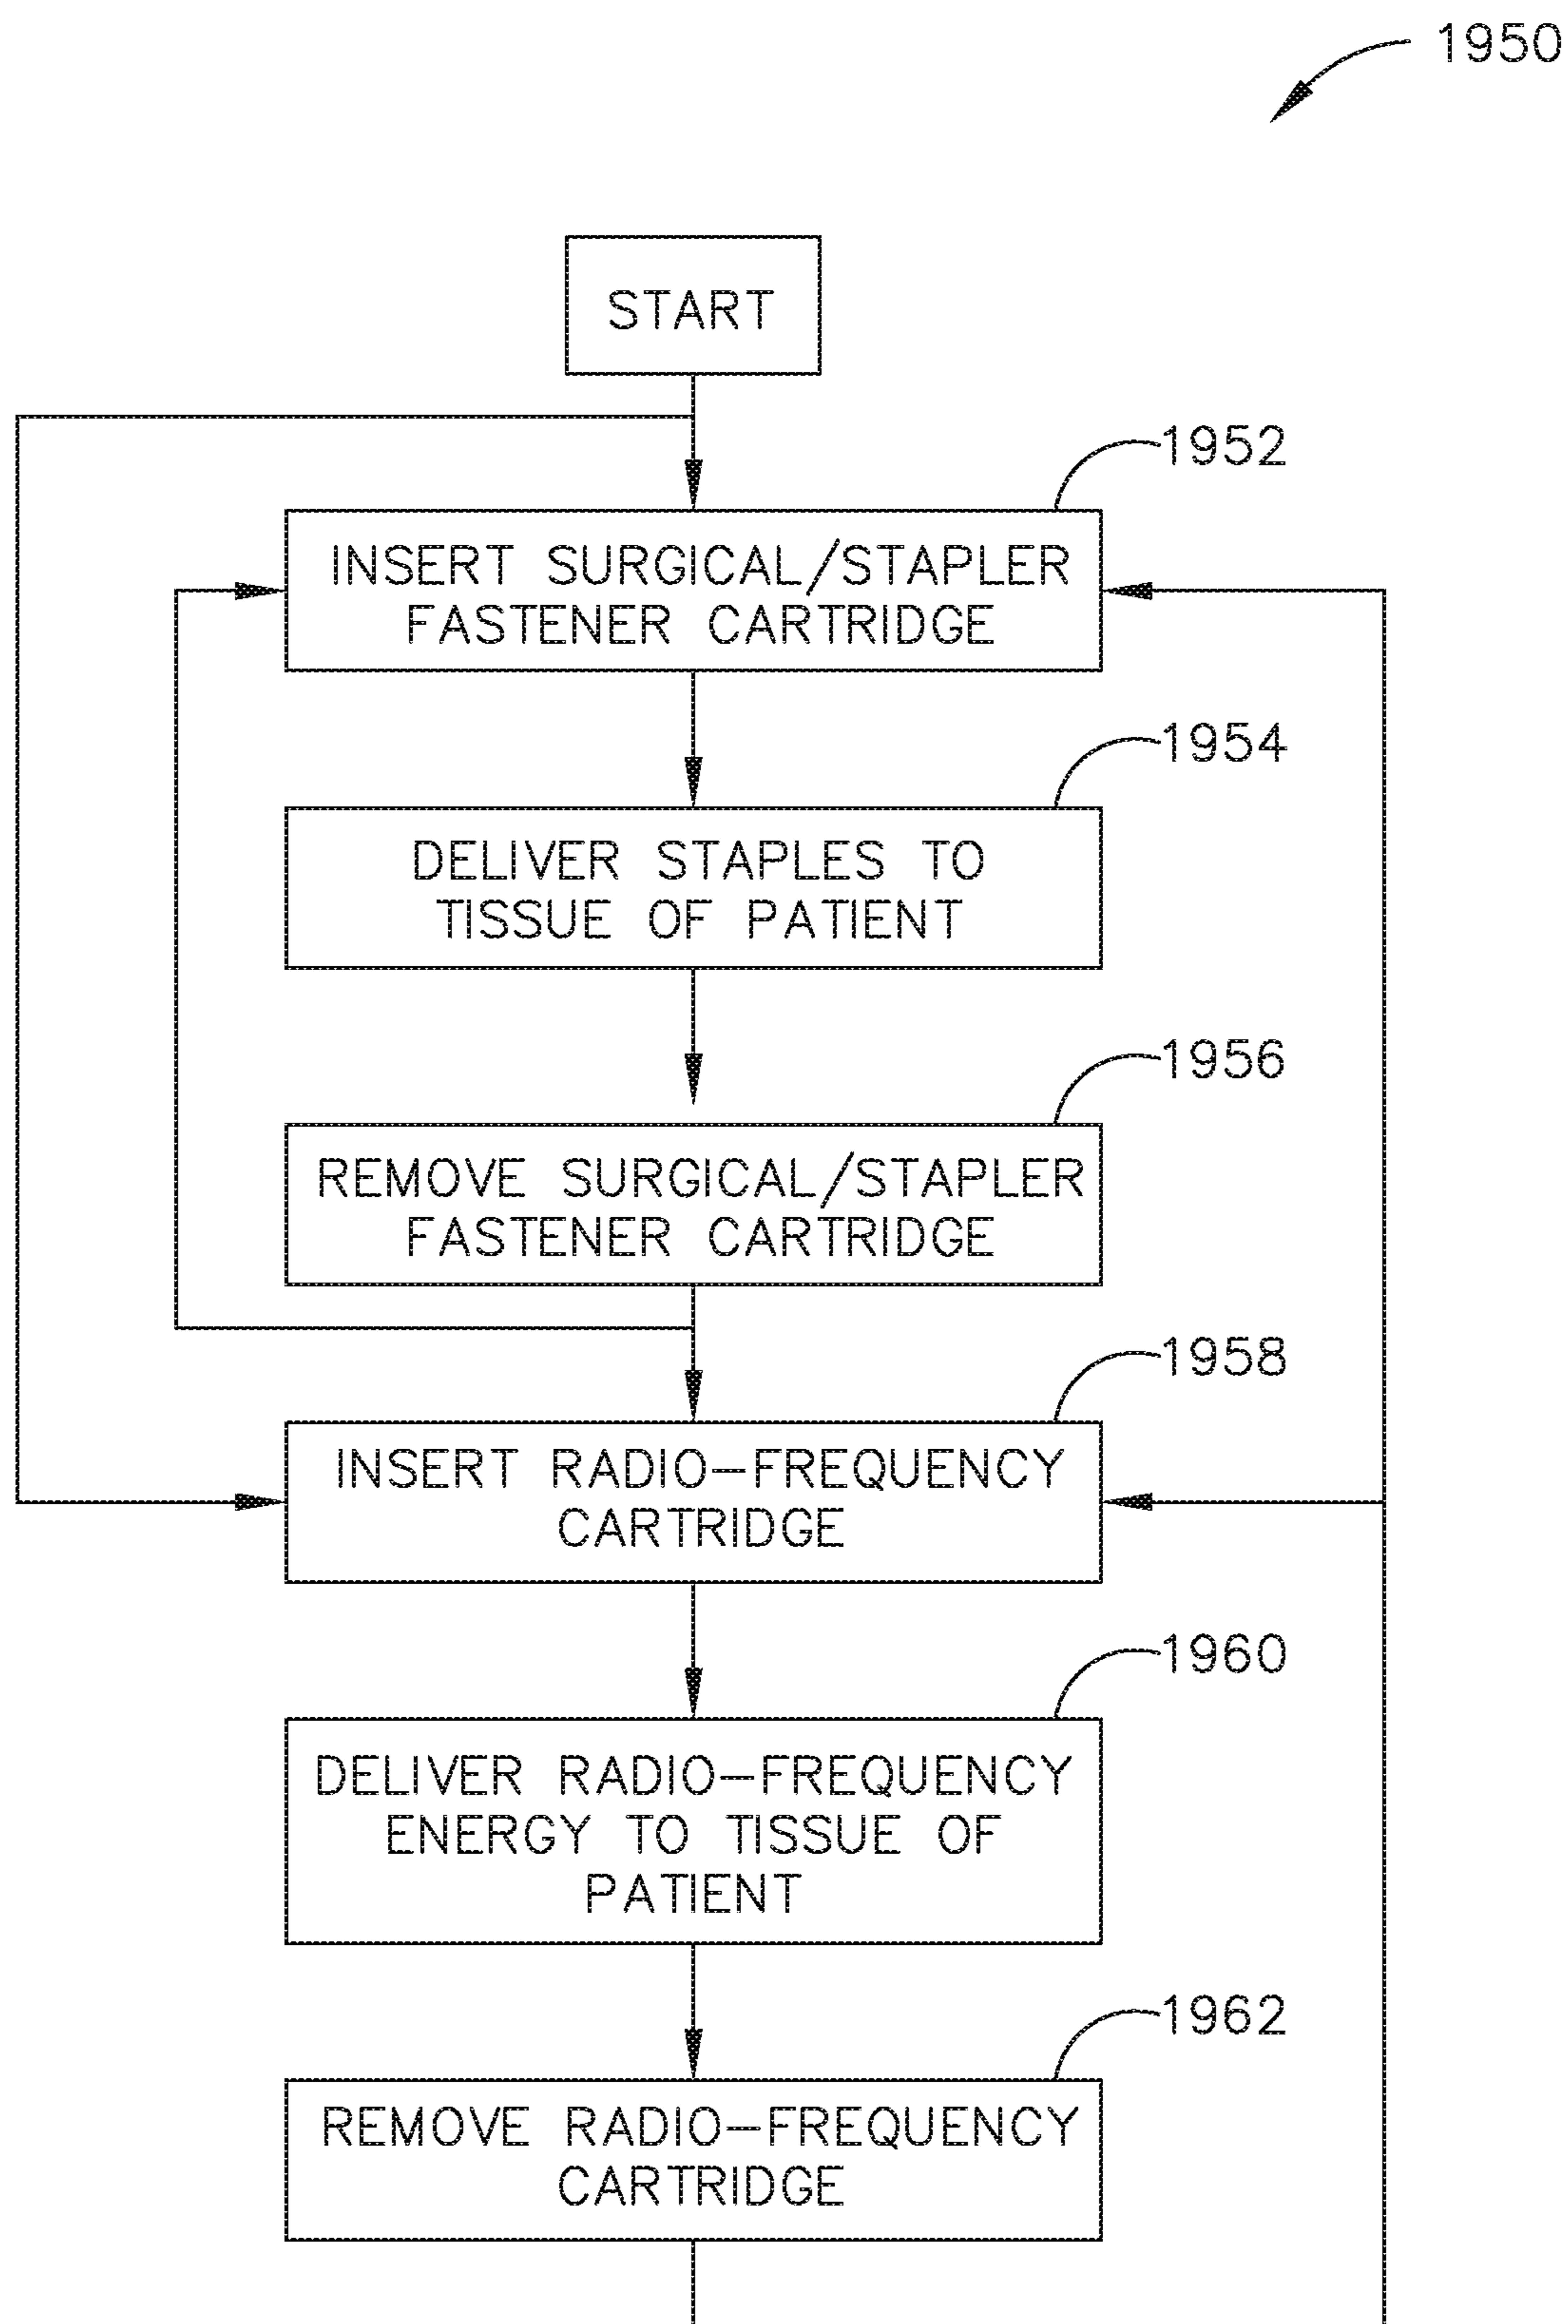 1950
START
1952
INSERT SURGICAL/STAPLER
FASTENER CARTRIDGE
1954
DELIVER STAPLES TO
TISSUE OF PATIENT
1956
REMOVE SURGICAL/STAPLER
FASTENER CARTRIDGE
1958
INSERT RADIO-FREQUENCY
CARTRIDGE
1960
DELIVER RADIO-FREQUENCY
ENERGY TO TISSUE OF
PATIENT
1962
REMOVE RADIO-FREQUENCY
CARTRIDGE